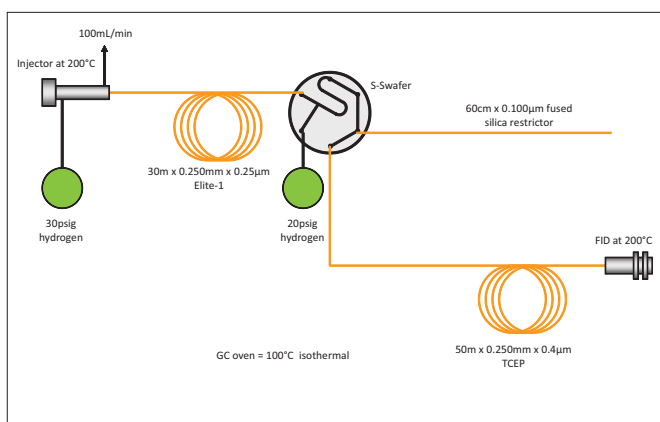 100mL/min
Injector at 200°C
S-Swafer
60cm x 0.100µm fused
silica restrictor
30m x 0.250mm x 0.25µm
Elite-1
30psig
hydrogen
20psig
hydrogen
FID at 200°C
GC oven = 100°C isothermal
50m x 0.250mm x 0.4µm
TCEP